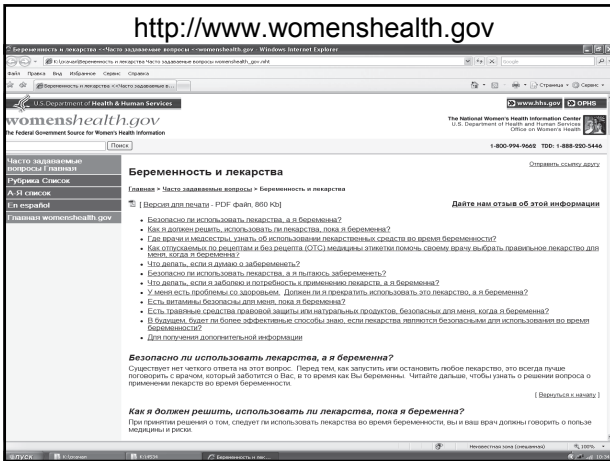 http://www.womenshealth.gov
Беременность и лекарства <<Часто задаваемые вопросы <<womenshealth.gov - Windows Internet Explorer
Файл Правка Вид Избранное Сервис Справка
U.S. Department of Health & Human Services
www.hhs.gov OPHS
womenshealth.gov
The Federal Government Source for Women's Health Information
The National Women's Health Information Center
U.S. Department of Health and Human Services
Office on Women's Health
Поиск
1-800-994-9662 TDD: 1-888-220-5446
Часто задаваемые
вопросы Главная
Рубрика Список
А-Я список
En español
Главная womenshealth.gov
Отправить ссылку другу
Беременность и лекарства
Главная > Часто задаваемые вопросы > Беременность и лекарства
[ Версия для печати - PDF файл, 860 Kb]
Дайте нам отзыв об этой информации
Безопасно ли использовать лекарства, а я беременна?
Как я должен решить, использовать ли лекарства, пока я беременна?
Где врачи и медсестры, узнать об использовании лекарственных средств во время беременности?
Как отпускаемых по рецептам и без рецепта (OTC) медицины этикетки помочь своему врачу выбрать правильное лекарство для
меня, когда я беременна?
Что делать, если я думаю о забеременеть?
Безопасно ли использовать лекарства, а я пытаюсь забеременеть?
Что делать, если я заболею и потребность к применению лекарств, а я беременна?
У меня есть проблемы со здоровьем. Должен ли я прекратить использовать это лекарство, а я беременна?
Есть витамины безопасны для меня, пока я беременна?
Есть травяные средства правовой защиты или натуральных продуктов, безопасных для меня, когда я беременна?
В будущем, будет ли более эффективные способы знаю, если лекарства являются безопасными для использования во время
беременности?
Для получения дополнительной информации
Безопасно ли использовать лекарства, а я беременна?
Существует нет четкого ответа на этот вопрос. Перед тем, как запустить или остановить любое лекарство, это всегда лучше
поговорить с врачом, который заботится о Вас, в то время как Вы беременны. Читайте дальше, чтобы узнать о решении вопроса о
применении лекарств во время беременности.
[ Вернуться к началу ]
Как я должен решить, использовать ли лекарства, пока я беременна?
При принятии решения о том, следует ли использовать лекарства во время беременности, вы и ваш врач должны говорить о пользе
медицины и риски.
Неизвестная зона (смешанная)
100%